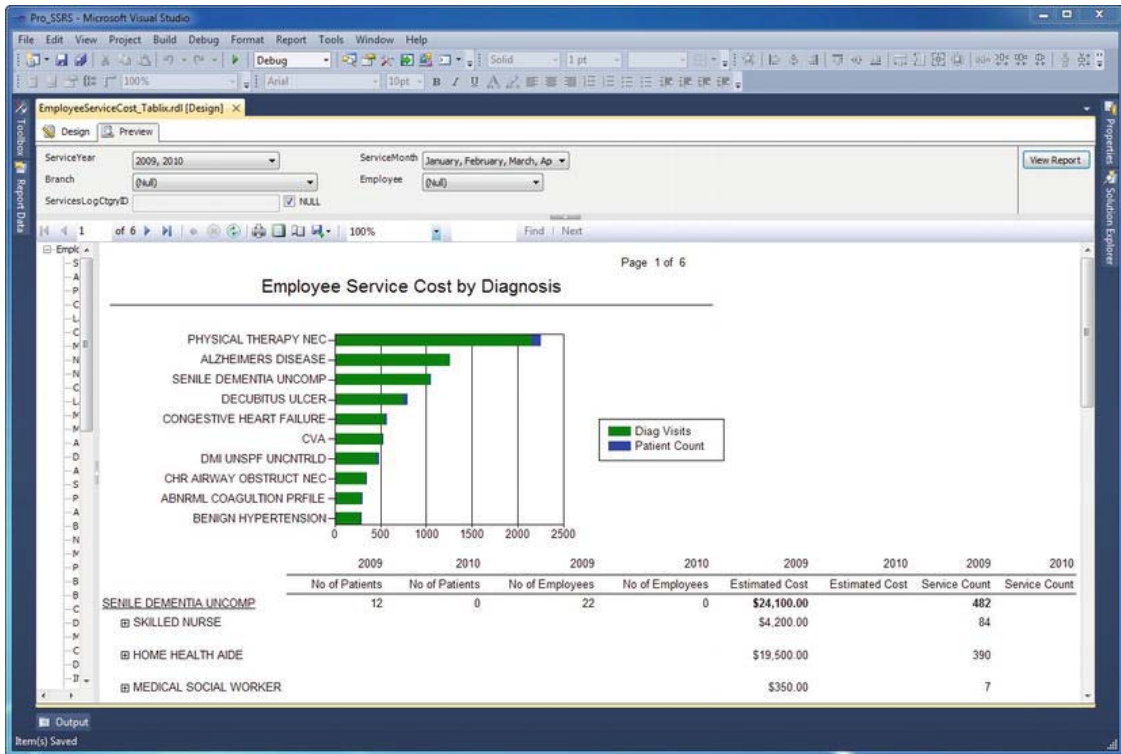 Pro_SSRS - Microsoft Visual Studio
File Edit View Project Build Debug Format Report Tools Window Help
Debug Solid 1 pt
100% Arial 10pt B I U A
EmployeeServiceCost_Tablix.rdl [Design]
Toolbox
Report Data
Properties
Solution Explorer
Design Preview
ServiceYear 2009, 2010 ServiceMonth January, February, March, Ap View Report
Branch (Null) Employee (Null)
ServicesLogCtgryID NULL
1 of 6 100% Find | Next
Emplc
S
A
P
C
L
C
M
N
N
C
L
M
M
A
D
A
S
P
A
B
N
M
P
B
B
C
D
M
C
D
Page 1 of 6
Employee Service Cost by Diagnosis
PHYSICAL THERAPY NEC
ALZHEIMERS DISEASE
SENILE DEMENTIA UNCOMP
DECUBITUS ULCER
CONGESTIVE HEART FAILURE
CVA
DMI UNSPF UNCNTRLD
CHR AIRWAY OBSTRUCT NEC
ABNRML COAGULTION PRFILE
BENIGN HYPERTENSION
0 500 1000 1500 2000 2500
Diag Visits
Patient Count
2009 2010 2009 2010 2009 2010 2009 2010
No of Patients No of Patients No of Employees No of Employees Estimated Cost Estimated Cost Service Count Service Count
SENILE DEMENTIA UNCOMP 12 0 22 0 $24,100.00 482
SKILLED NURSE $4,200.00 84
HOME HEALTH AIDE $19,500.00 390
MEDICAL SOCIAL WORKER $350.00 7
Output
Item(s) Saved